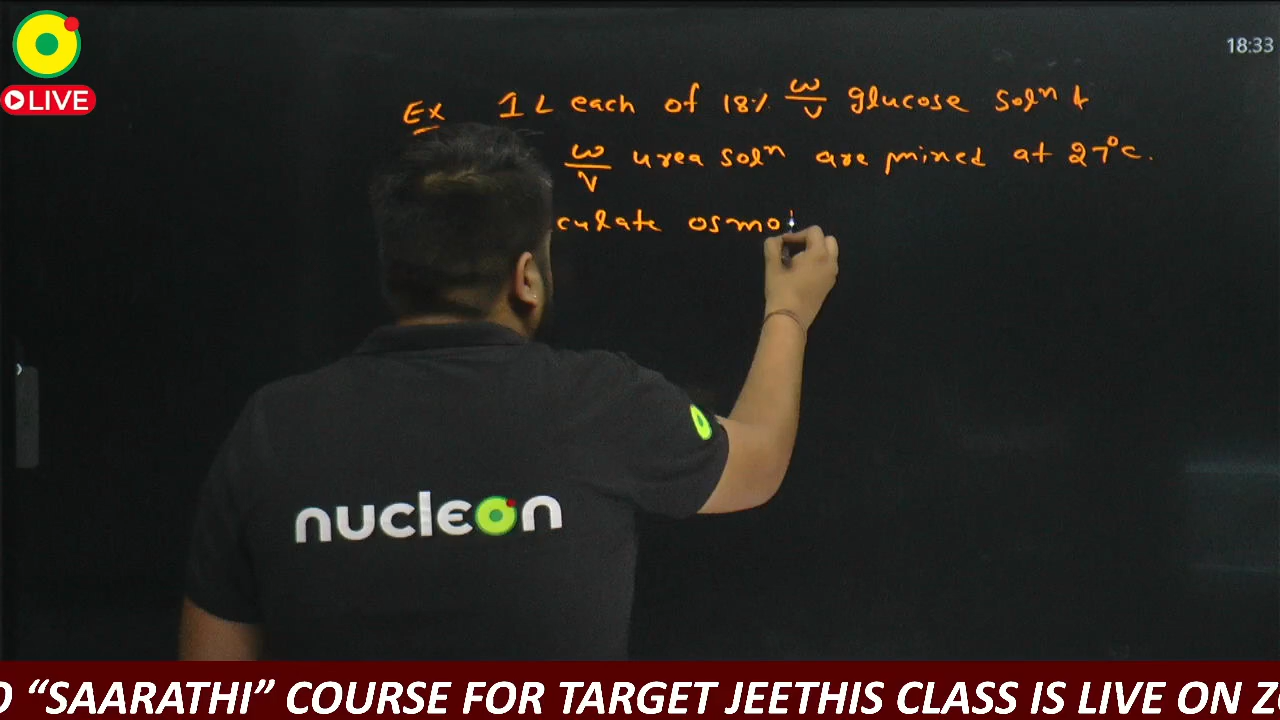 18:33
LIVE
Ex 1 L each of 18% w/v glucose solⁿ &
w/v urea solⁿ are mixed at 27°C.
culate osmo
nucleon
O “SAARATHI” COURSE FOR TARGET JEETHIS CLASS IS LIVE ON Z